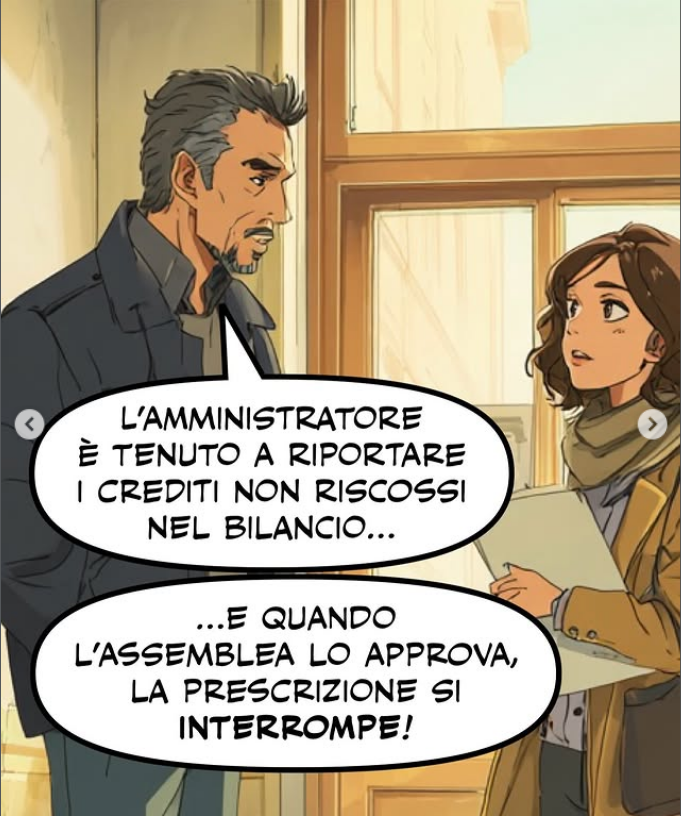 L'AMMINISTRATORE
È TENUTO A RIPORTARE
I CREDITI NON RISCOSSI
NEL BILANCIO...
...E QUANDO
L'ASSEMBLEA LO APPROVA,
LA PRESCRIZIONE SI
INTERROMPE!